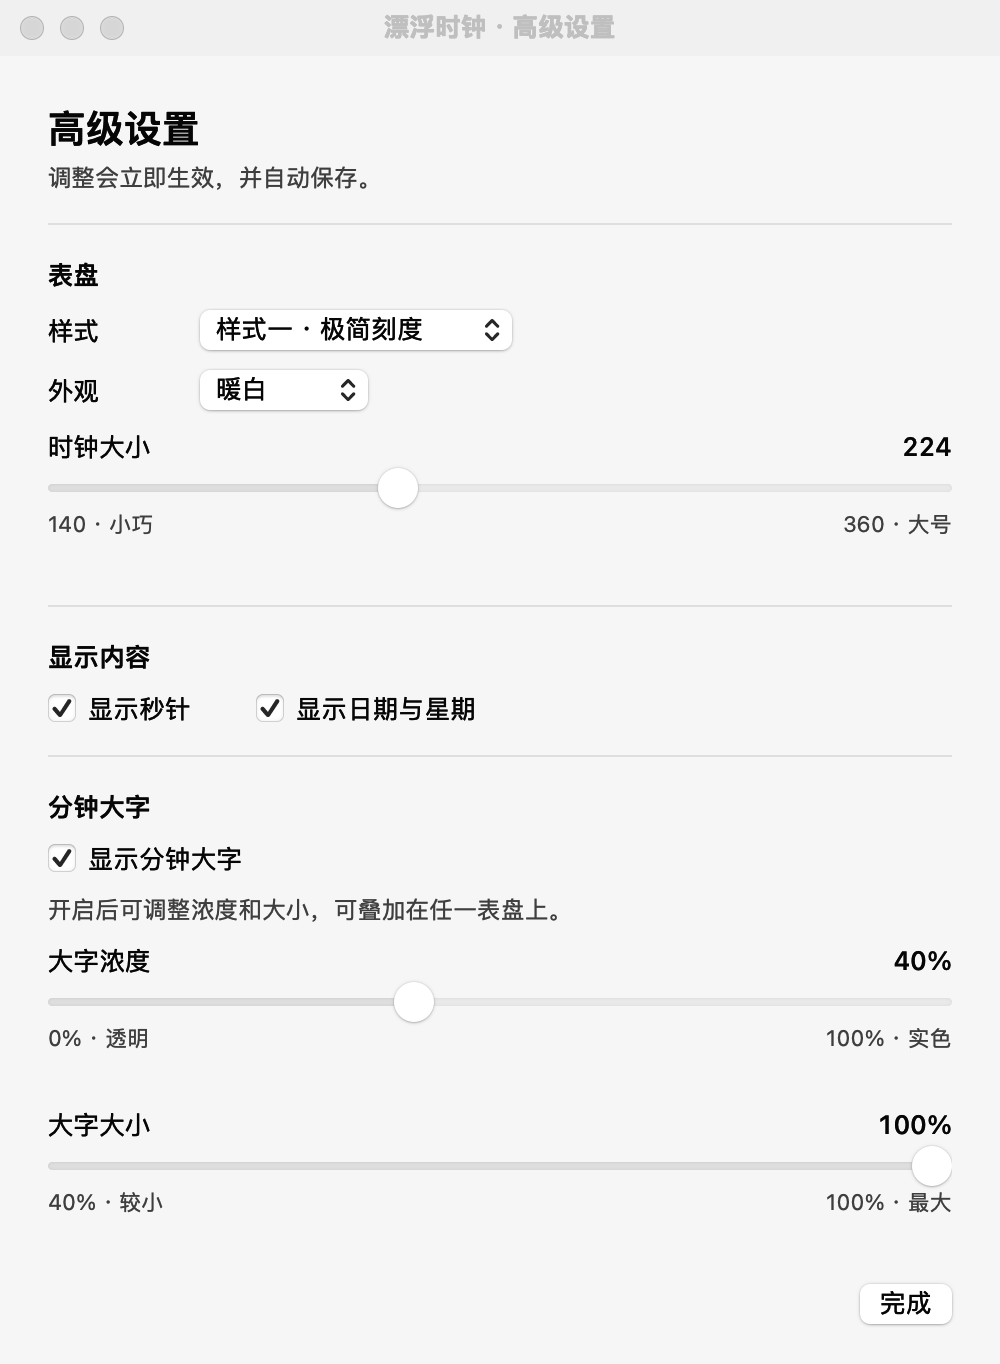 漂浮时钟 · 高级设置
高级设置
调整会立即生效，并自动保存。
表盘
样式 样式一 · 极简刻度
外观 暖白
时钟大小 224
140 · 小巧 360 · 大号
显示内容
显示秒针 显示日期与星期
分钟大字
显示分钟大字
开启后可调整浓度和大小，可叠加在任一表盘上。
大字浓度 40%
0% · 透明 100% · 实色
大字大小 100%
40% · 较小 100% · 最大
完成